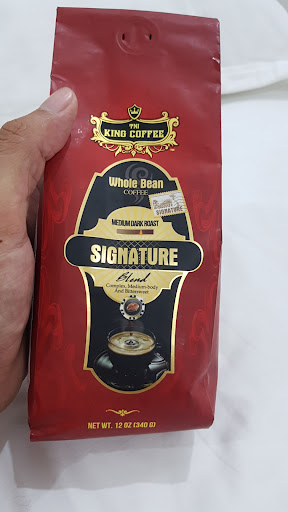 TNI
KING COFFEE
Whole Bean
COFFEE
SIGNATURE
MEDIUM DARK ROAST
SIGNATURE
Blend
Complex, Medium-body
And Bittersweet
NET WT. 12 OZ (340 G)